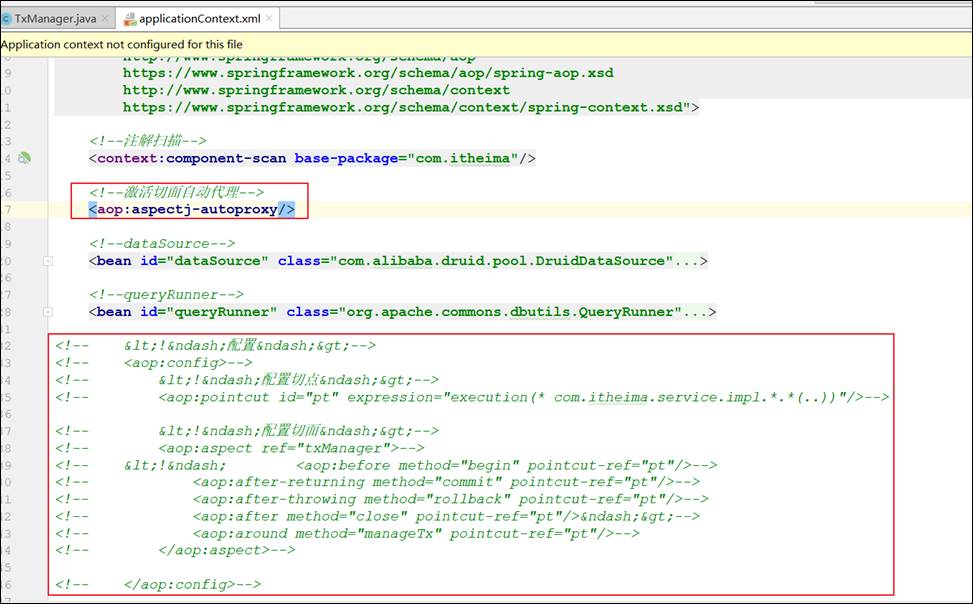 TxManager.java
applicationContext.xml
Application context not configured for this file
http://www.springframework.org/schema/aop
https://www.springframework.org/schema/aop/spring-aop.xsd
http://www.springframework.org/schema/context
https://www.springframework.org/schema/context/spring-context.xsd">
<!--注解扫描-->
<context:component-scan base-package="com.itheima"/>
<!--激活切面自动代理-->
<aop:aspectj-autoproxy/>
<!--dataSource-->
<bean id="dataSource" class="com.alibaba.druid.pool.DruidDataSource"...>
<!--queryRunner-->
<bean id="queryRunner" class="org.apache.commons.dbutils.QueryRunner"...>
<!--    &lt;!&ndash;配置&ndash;&gt;-->
<!--    <aop:config>-->
<!--        &lt;!&ndash;配置切点&ndash;&gt;-->
<!--        <aop:pointcut id="pt" expression="execution(* com.itheima.service.impl.*.*(..))"/>-->
<!--        &lt;!&ndash;配置切面&ndash;&gt;-->
<!--        <aop:aspect ref="txManager">-->
<!--    &lt;!&ndash;        <aop:before method="begin" pointcut-ref="pt"/>-->
<!--            <aop:after-returning method="commit" pointcut-ref="pt"/>-->
<!--            <aop:after-throwing method="rollback" pointcut-ref="pt"/>-->
<!--            <aop:after method="close" pointcut-ref="pt"/>&ndash;&gt;-->
<!--            <aop:around method="manageTx" pointcut-ref="pt"/>-->
<!--        </aop:aspect>-->
<!--    </aop:config>-->